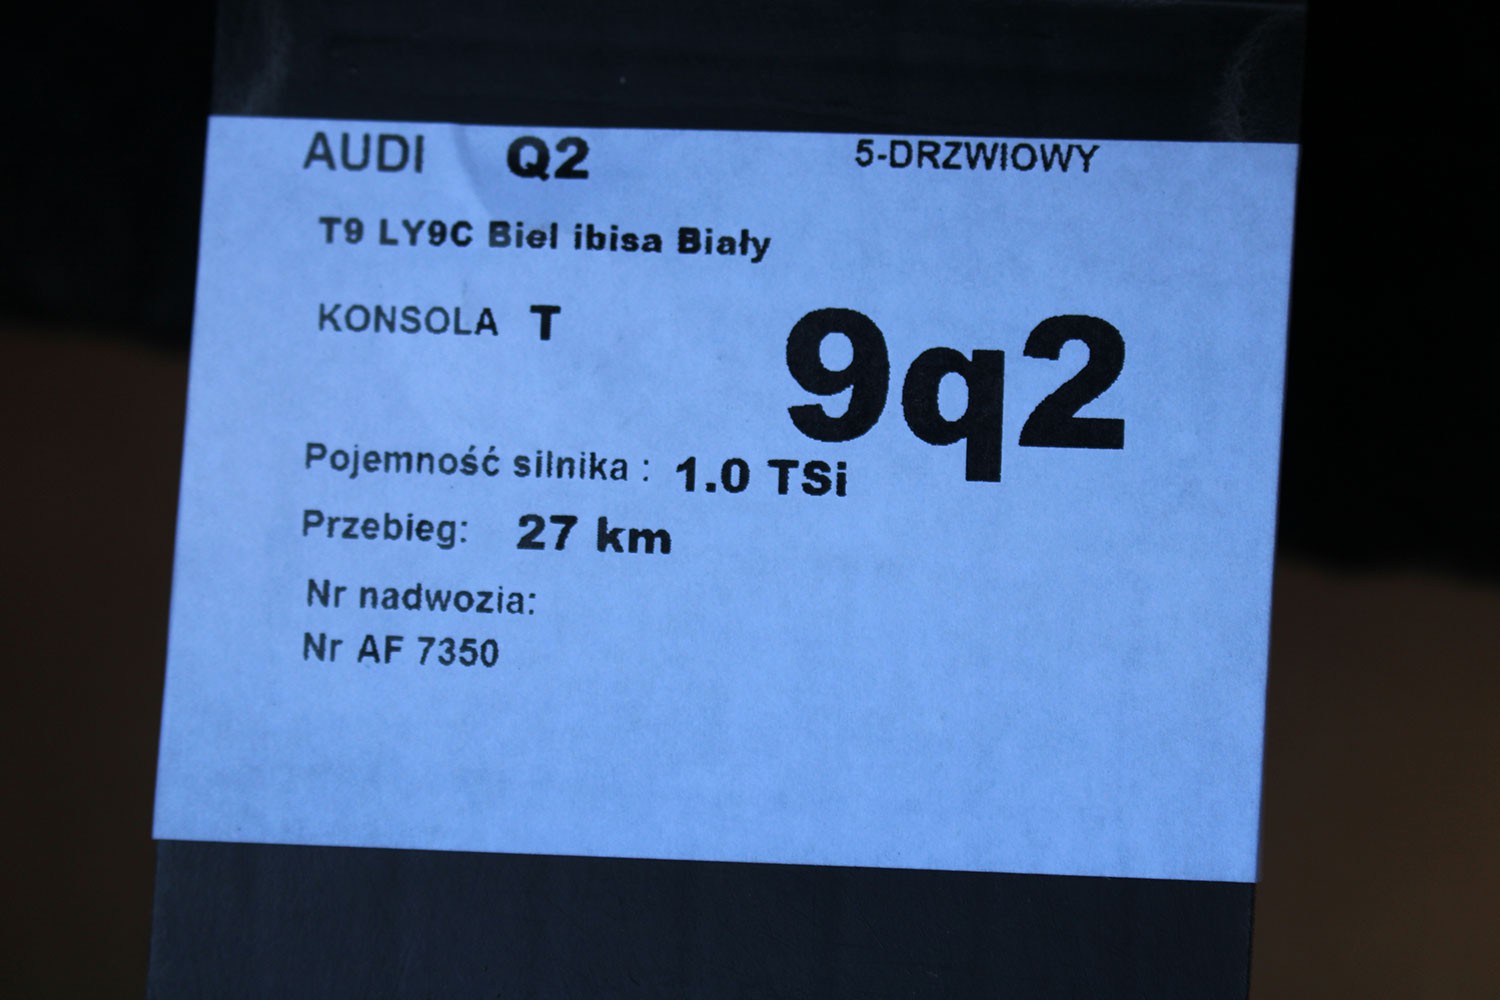 AUDI Q2 5-DRZWIOWY
T9 LY9C Biel ibisa Biały
KONSOLA T
9q2
Pojemność silnika : 1.0 TSi
Przebieg: 27 km
Nr nadwozia:
Nr AF 7350